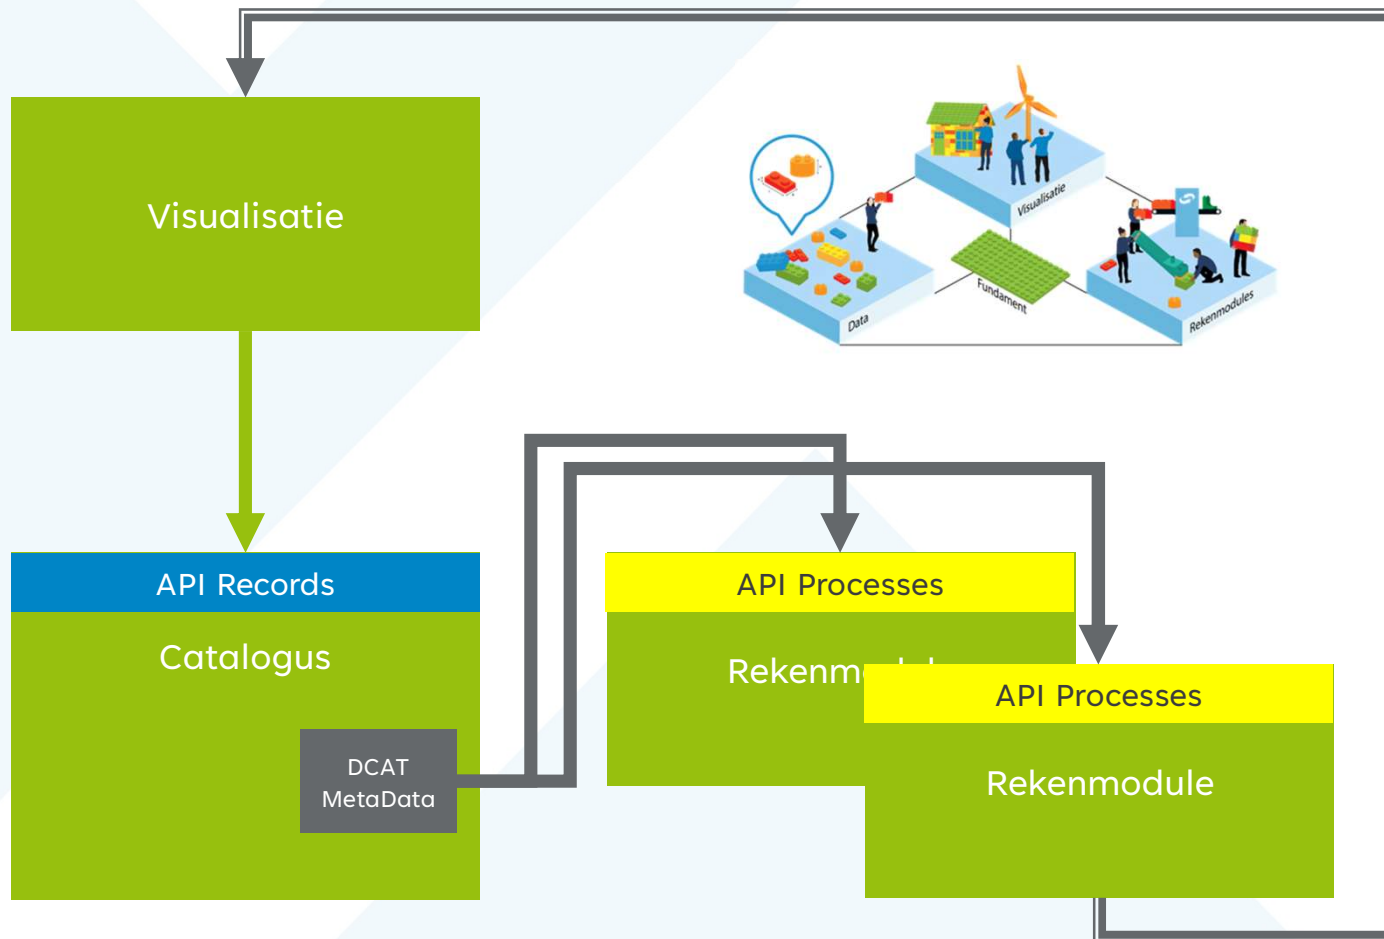 Visualisatie
Visualisatie
Data
Fundament
Rekenmodules
API Records
Catalogus
DCAT
MetaData
API Processes
API Processes
Rekenmodule